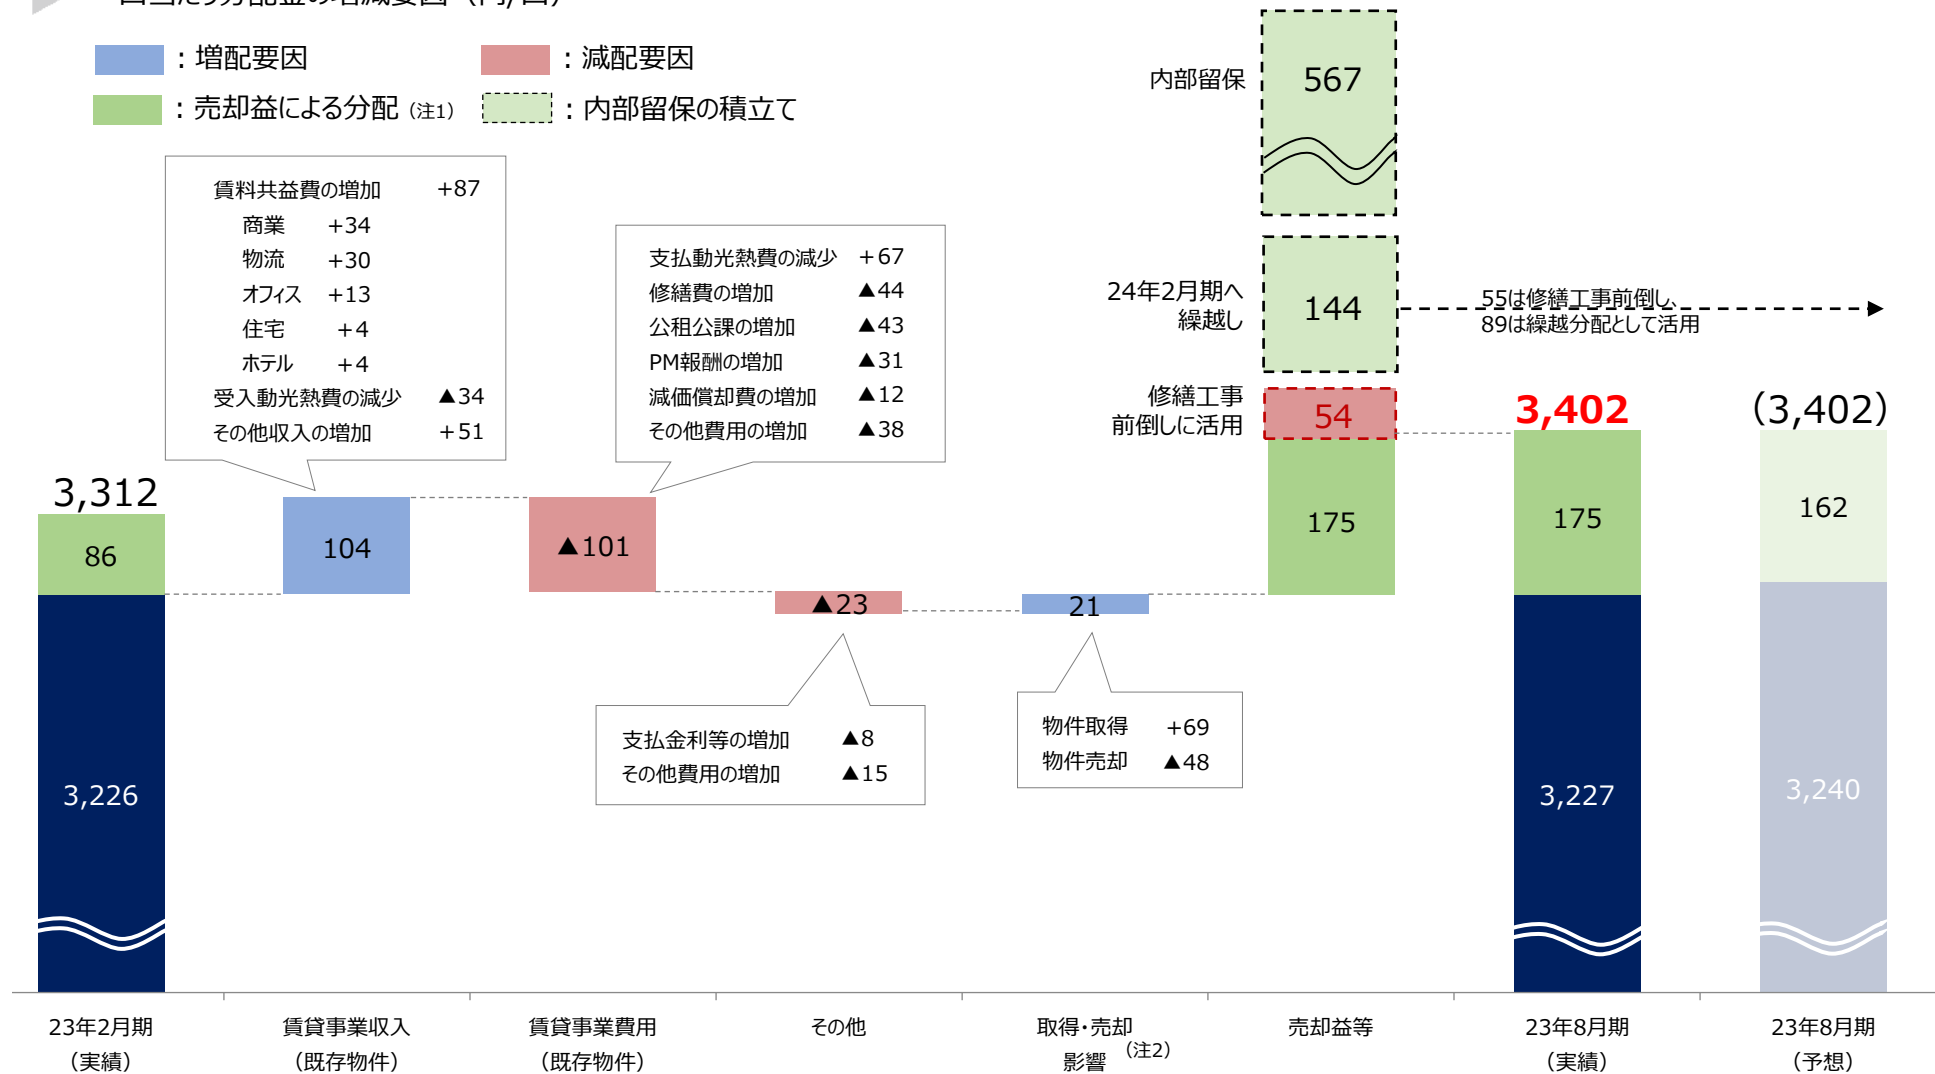 ：増配要因
：減配要因
：売却益による分配（注1）
：内部留保の積立て
賃料共益費の増加 +87
商業 +34
物流 +30
オフィス +13
住宅 +4
ホテル +4
受入動光熱費の減少 ▲34
その他収入の増加 +51
支払動光熱費の減少 +67
修繕費の増加 ▲44
公租公課の増加 ▲43
PM報酬の増加 ▲31
減価償却費の増加 ▲12
その他費用の増加 ▲38
内部留保
567
24年2月期へ
繰越し
144
55は修繕工事前倒し、
89は繰越分配として活用
修繕工事
前倒しに活用
54
3,312
86
3,226
104
▲101
▲23
支払金利等の増加 ▲8
その他費用の増加 ▲15
21
物件取得 +69
物件売却 ▲48
175
3,402
175
3,227
(3,402)
162
3,240
23年2月期
（実績）
賃貸事業収入
（既存物件）
賃貸事業費用
（既存物件）
その他
取得・売却
影響（注2）
売却益等
23年8月期
（実績）
23年8月期
（予想）